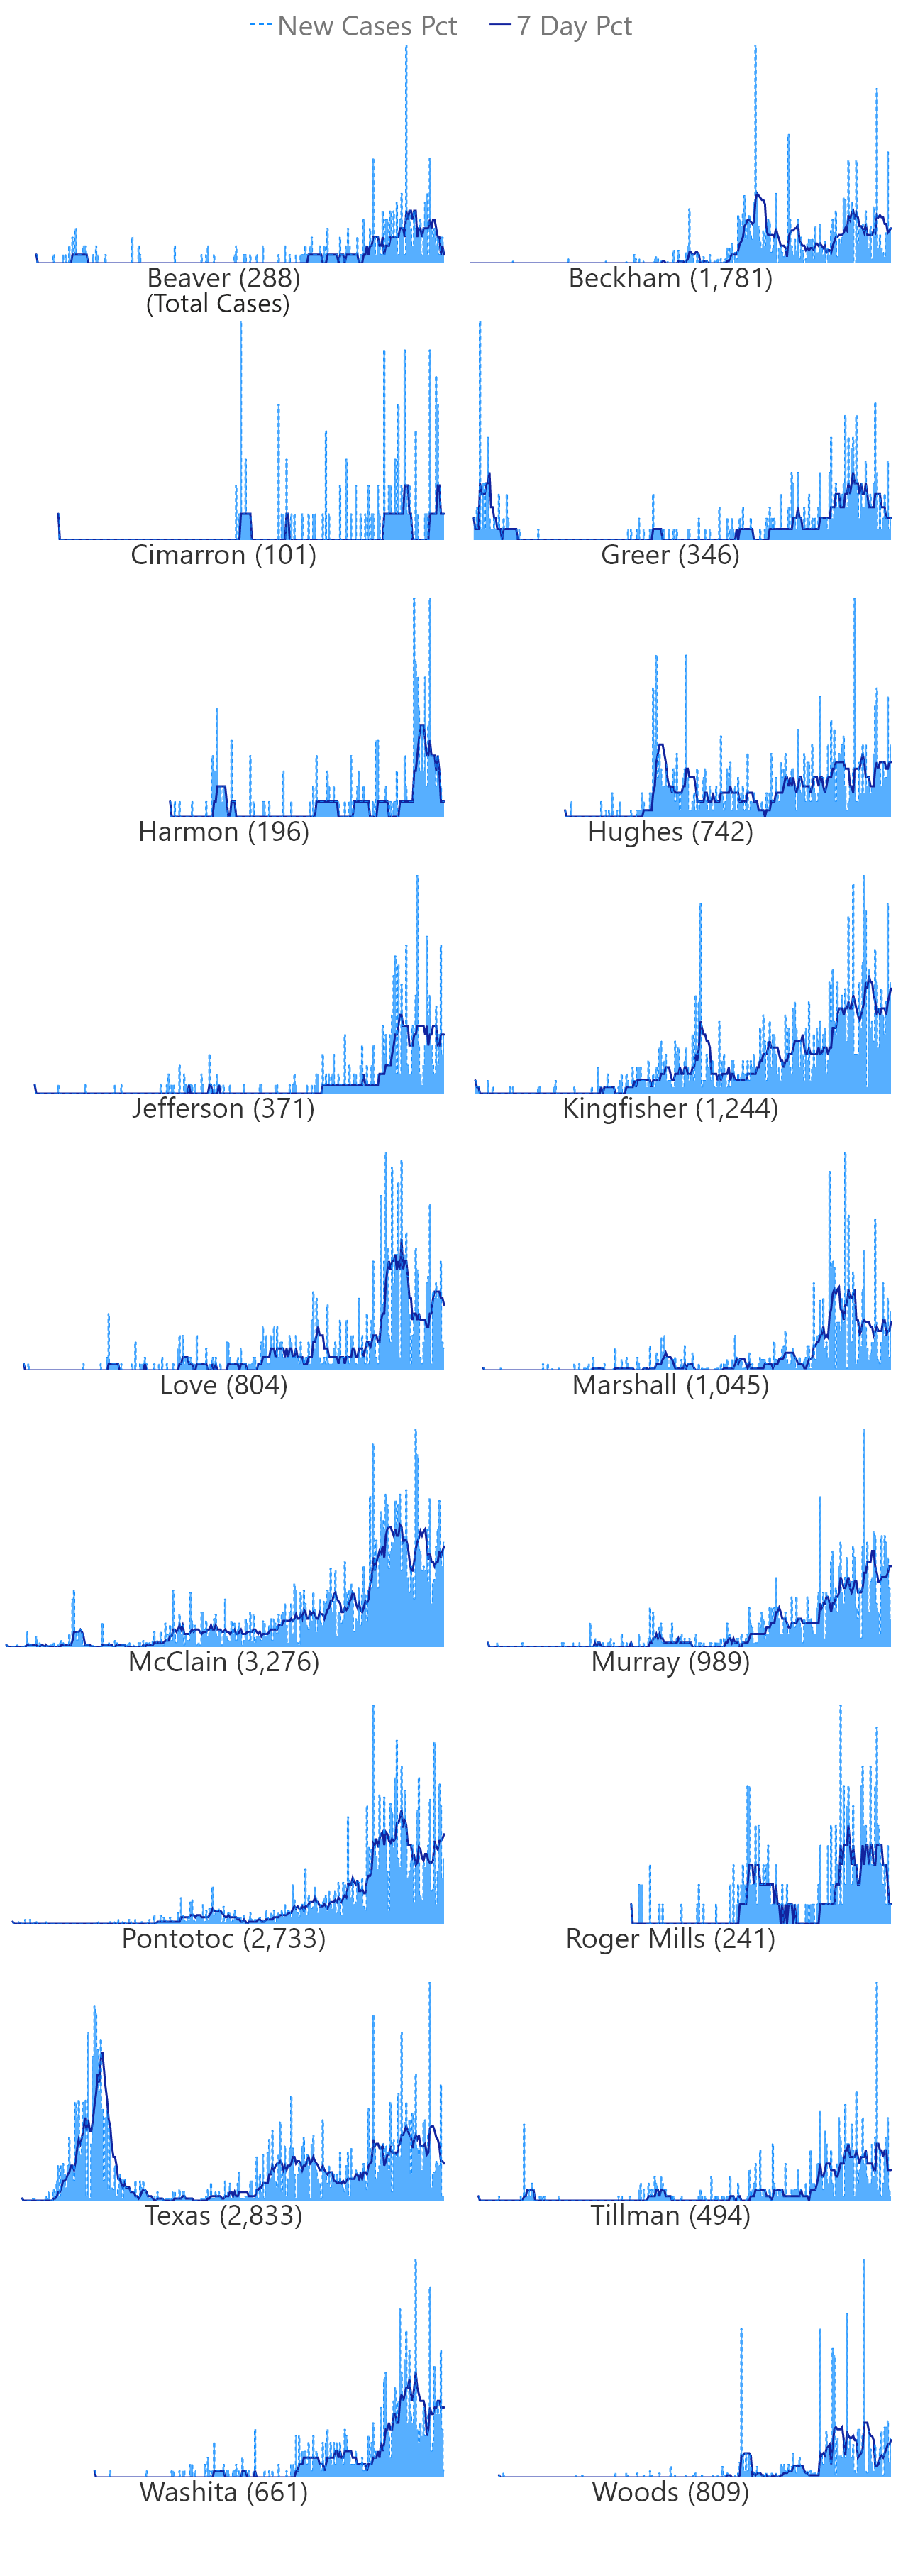 New Cases Pct 7 Day Pct
Beaver (288) Beckham (1,781)
(Total Cases)
Cimarron (101) Greer (346)
Harmon (196) Hughes (742)
Jefferson (371) Kingfisher (1,244)
Love (804) Marshall (1,045)
McClain (3,276) Murray (989)
Pontotoc (2,733) Roger Mills (241)
Texas (2,833) Tillman (494)
Washita (661) Woods (809)